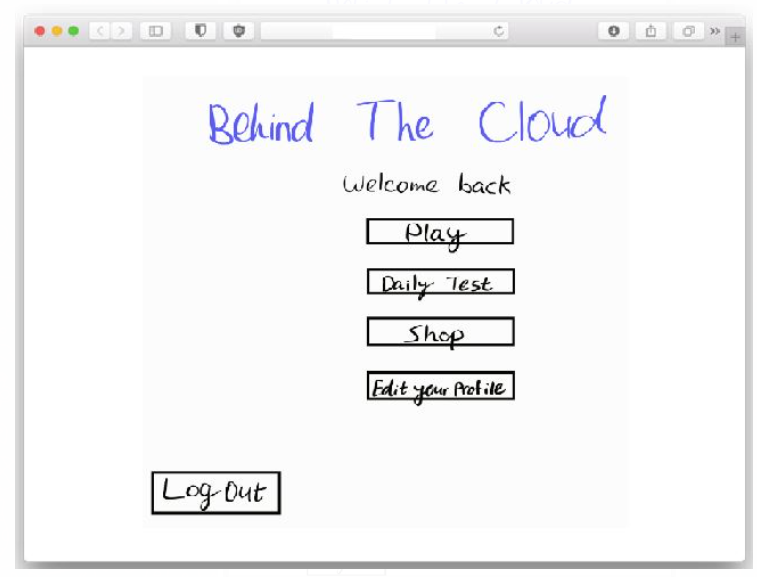 Behind The Cloud
Welcome back
Play
Daily Test
Shop
Edit your Profile
Log Out